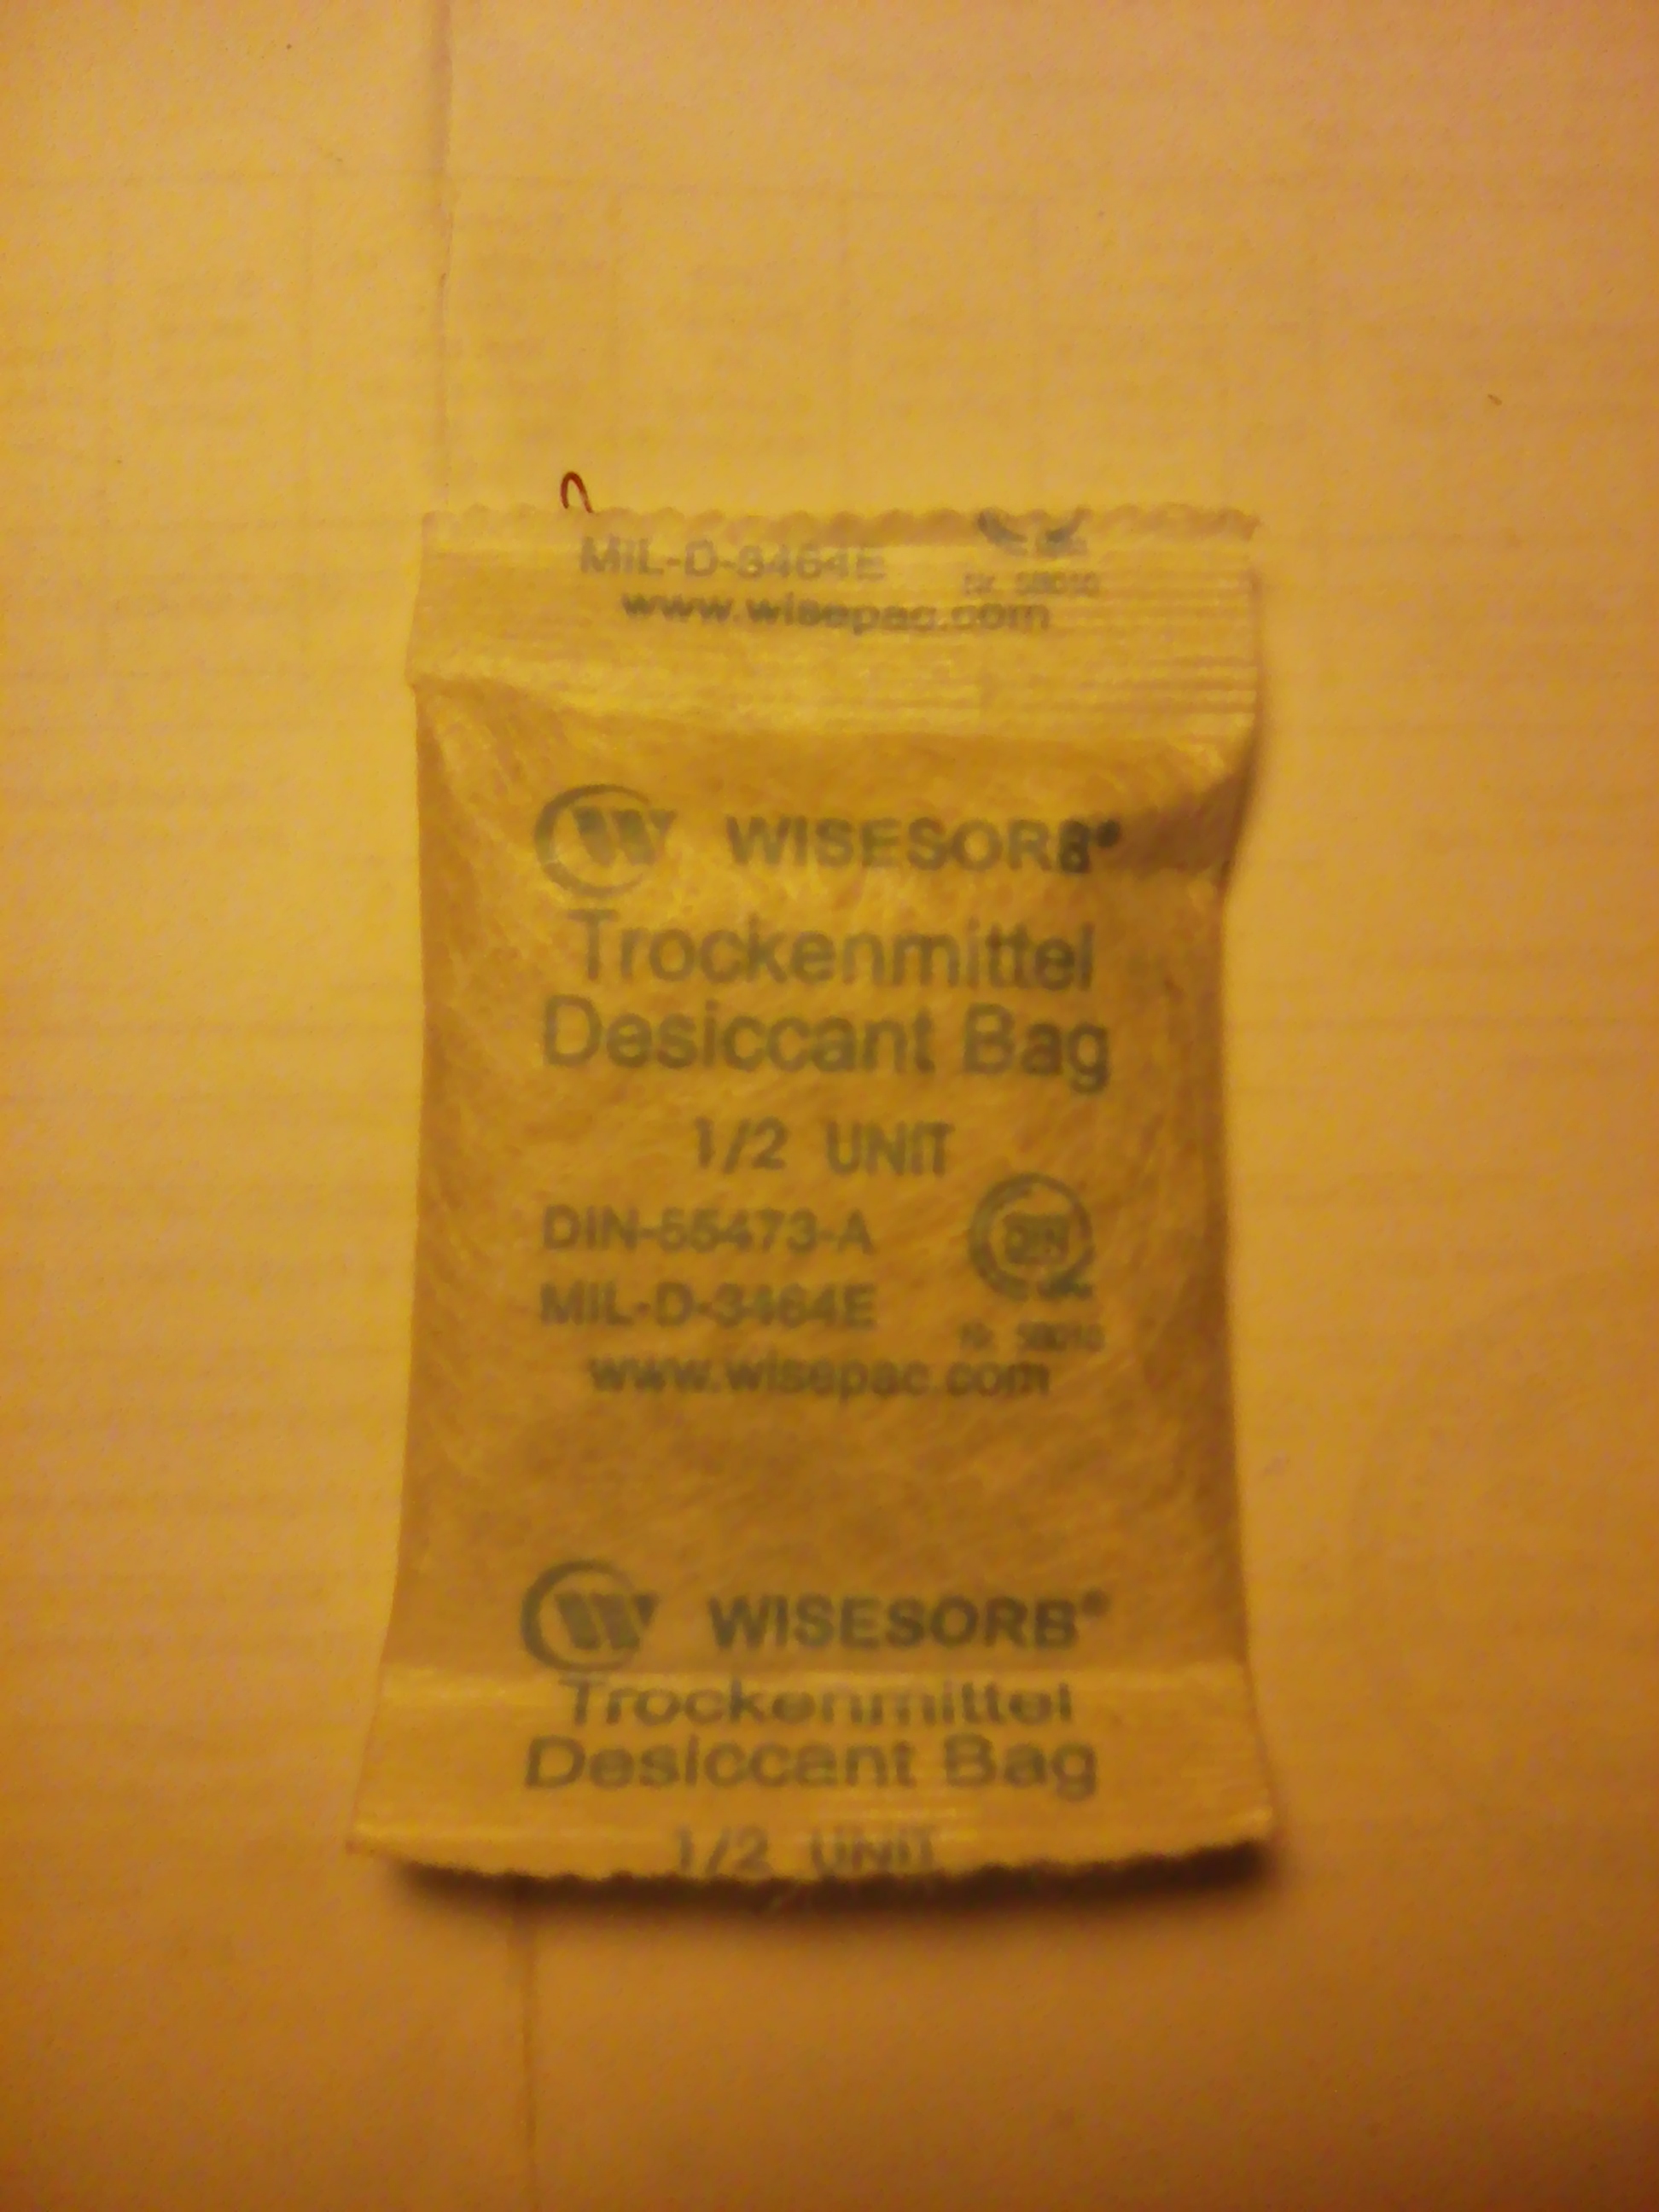 MIL-D-3464E
www.wisepac.com
W WISESORB®
Trockenmittel
Desiccant Bag
1/2 UNIT
DIN-55473-A
DIN
MIL-D-3464E
www.wisepac.com
W WISESORB®
Trockenmittel
Desiccant Bag
1/2 UNIT